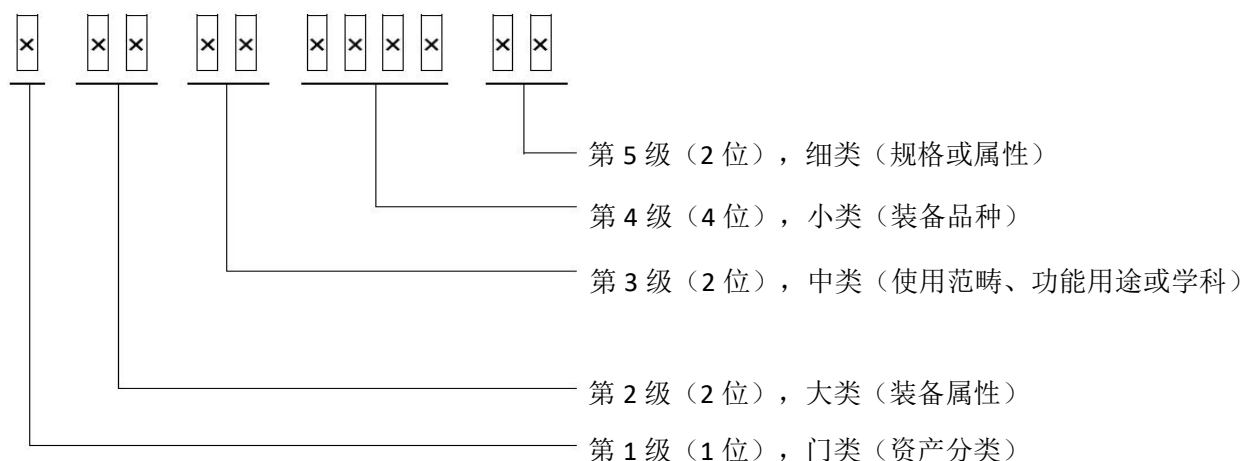 × ×× ×× ×××× ××
第 5 级（2 位），细类（规格或属性）
第 4 级（4 位），小类（装备品种）
第 3 级（2 位），中类（使用范畴、功能用途或学科）
第 2 级（2 位），大类（装备属性）
第 1 级（1 位），门类（资产分类）